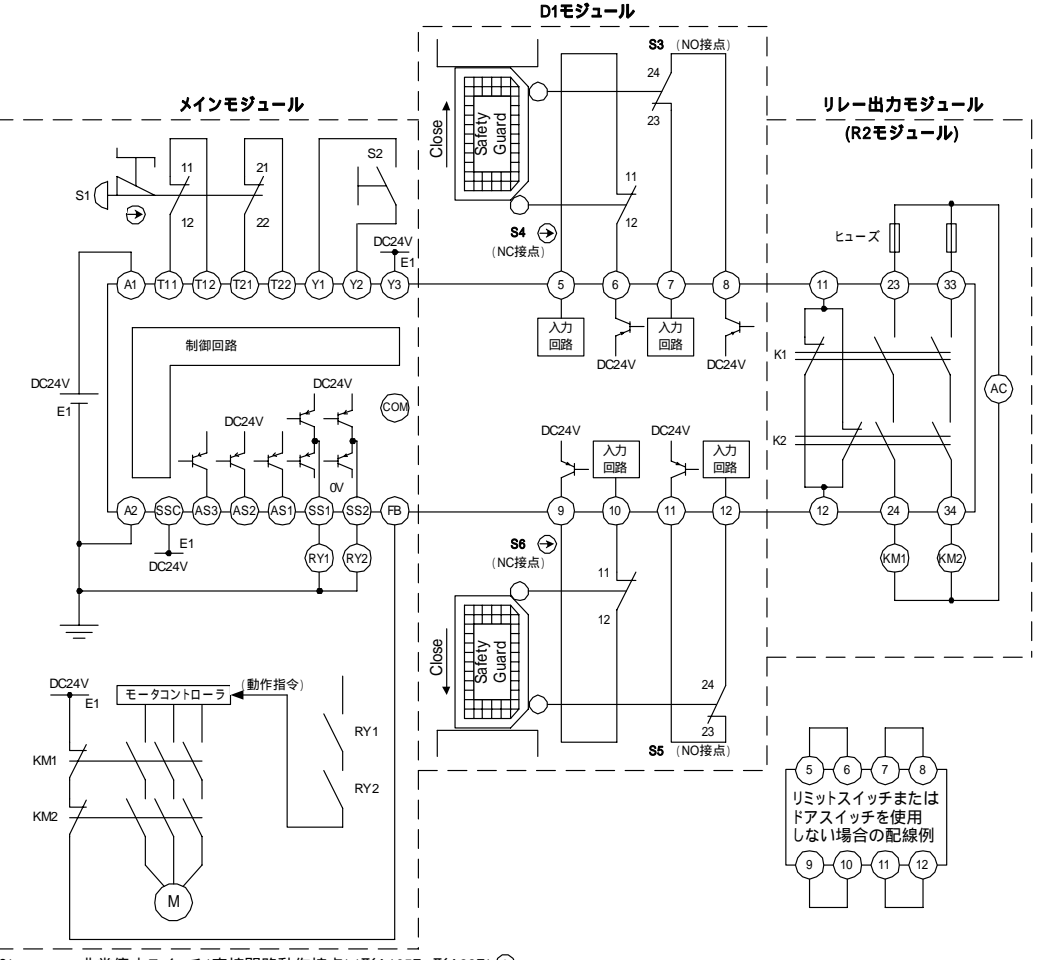 D1モジュール
メインモジュール
リレー出力モジュール
(R2モジュール)
S3 (NO接点)
24
23
Close
Safety
Guard
11
12
S4
(NC接点)
S1
11
12
21
22
S2
DC24V
E1
ヒューズ
A1 T11 T12 T21 T22 Y1 Y2 Y3 5 6 7 8 11 23 33
入力
回路
DC24V
入力
回路
DC24V
制御回路
K1
DC24V
E1
DC24V
COM
AC
DC24V
DC24V
入力
回路
DC24V
入力
回路
K2
0V
A2 SSC AS3 AS2 AS1 SS1 SS2 FB 9 10 11 12 12 24 34
E1
DC24V
RY1 RY2
S6
(NC接点)
KM1 KM2
11
12
Close
Safety
Guard
24
23
S5 (NO接点)
DC24V
E1
モータコントローラ
(動作指令)
RY1
RY2
KM1
KM2
M
5 6 7 8
リミットスイッチまたは
ドアスイッチを使用
しない場合の配線例
9 10 11 12